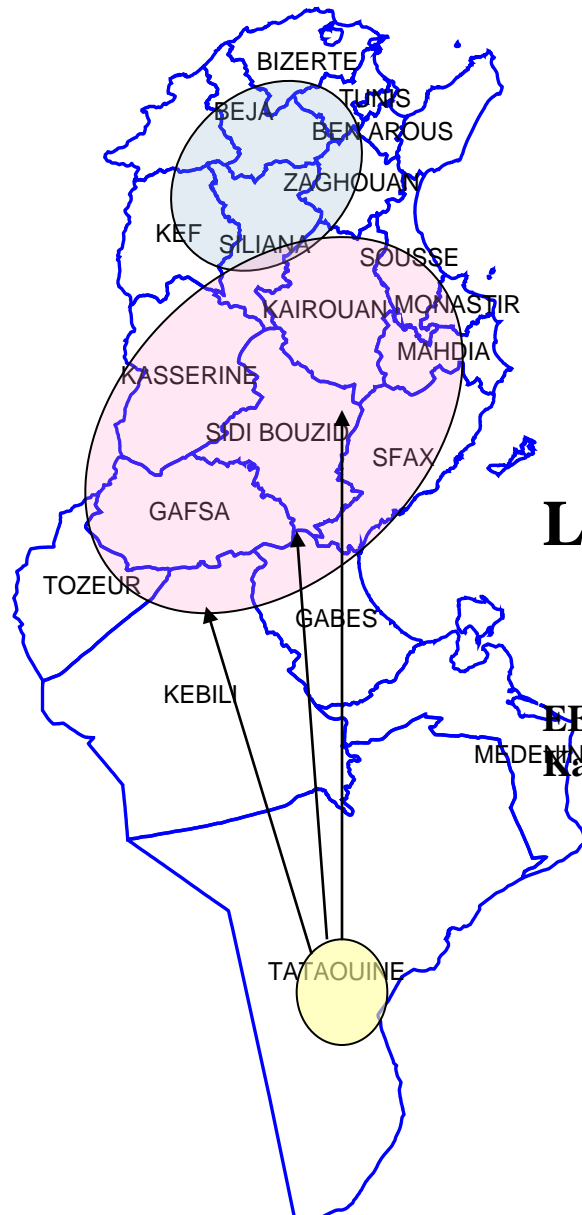 BIZERTE
TUNIS
BEJA
BEN AROUS
ZAGHOUAN
KEF
SILIANA
SOUSSE
KAIROUAN
MONASTIR
MAHDIA
KASSERINE
SIDI BOUZID
SFAX
GAFSA
L
TOZEUR
GABES
KEBILI
MEDENIN
Ka
TATAOUINE